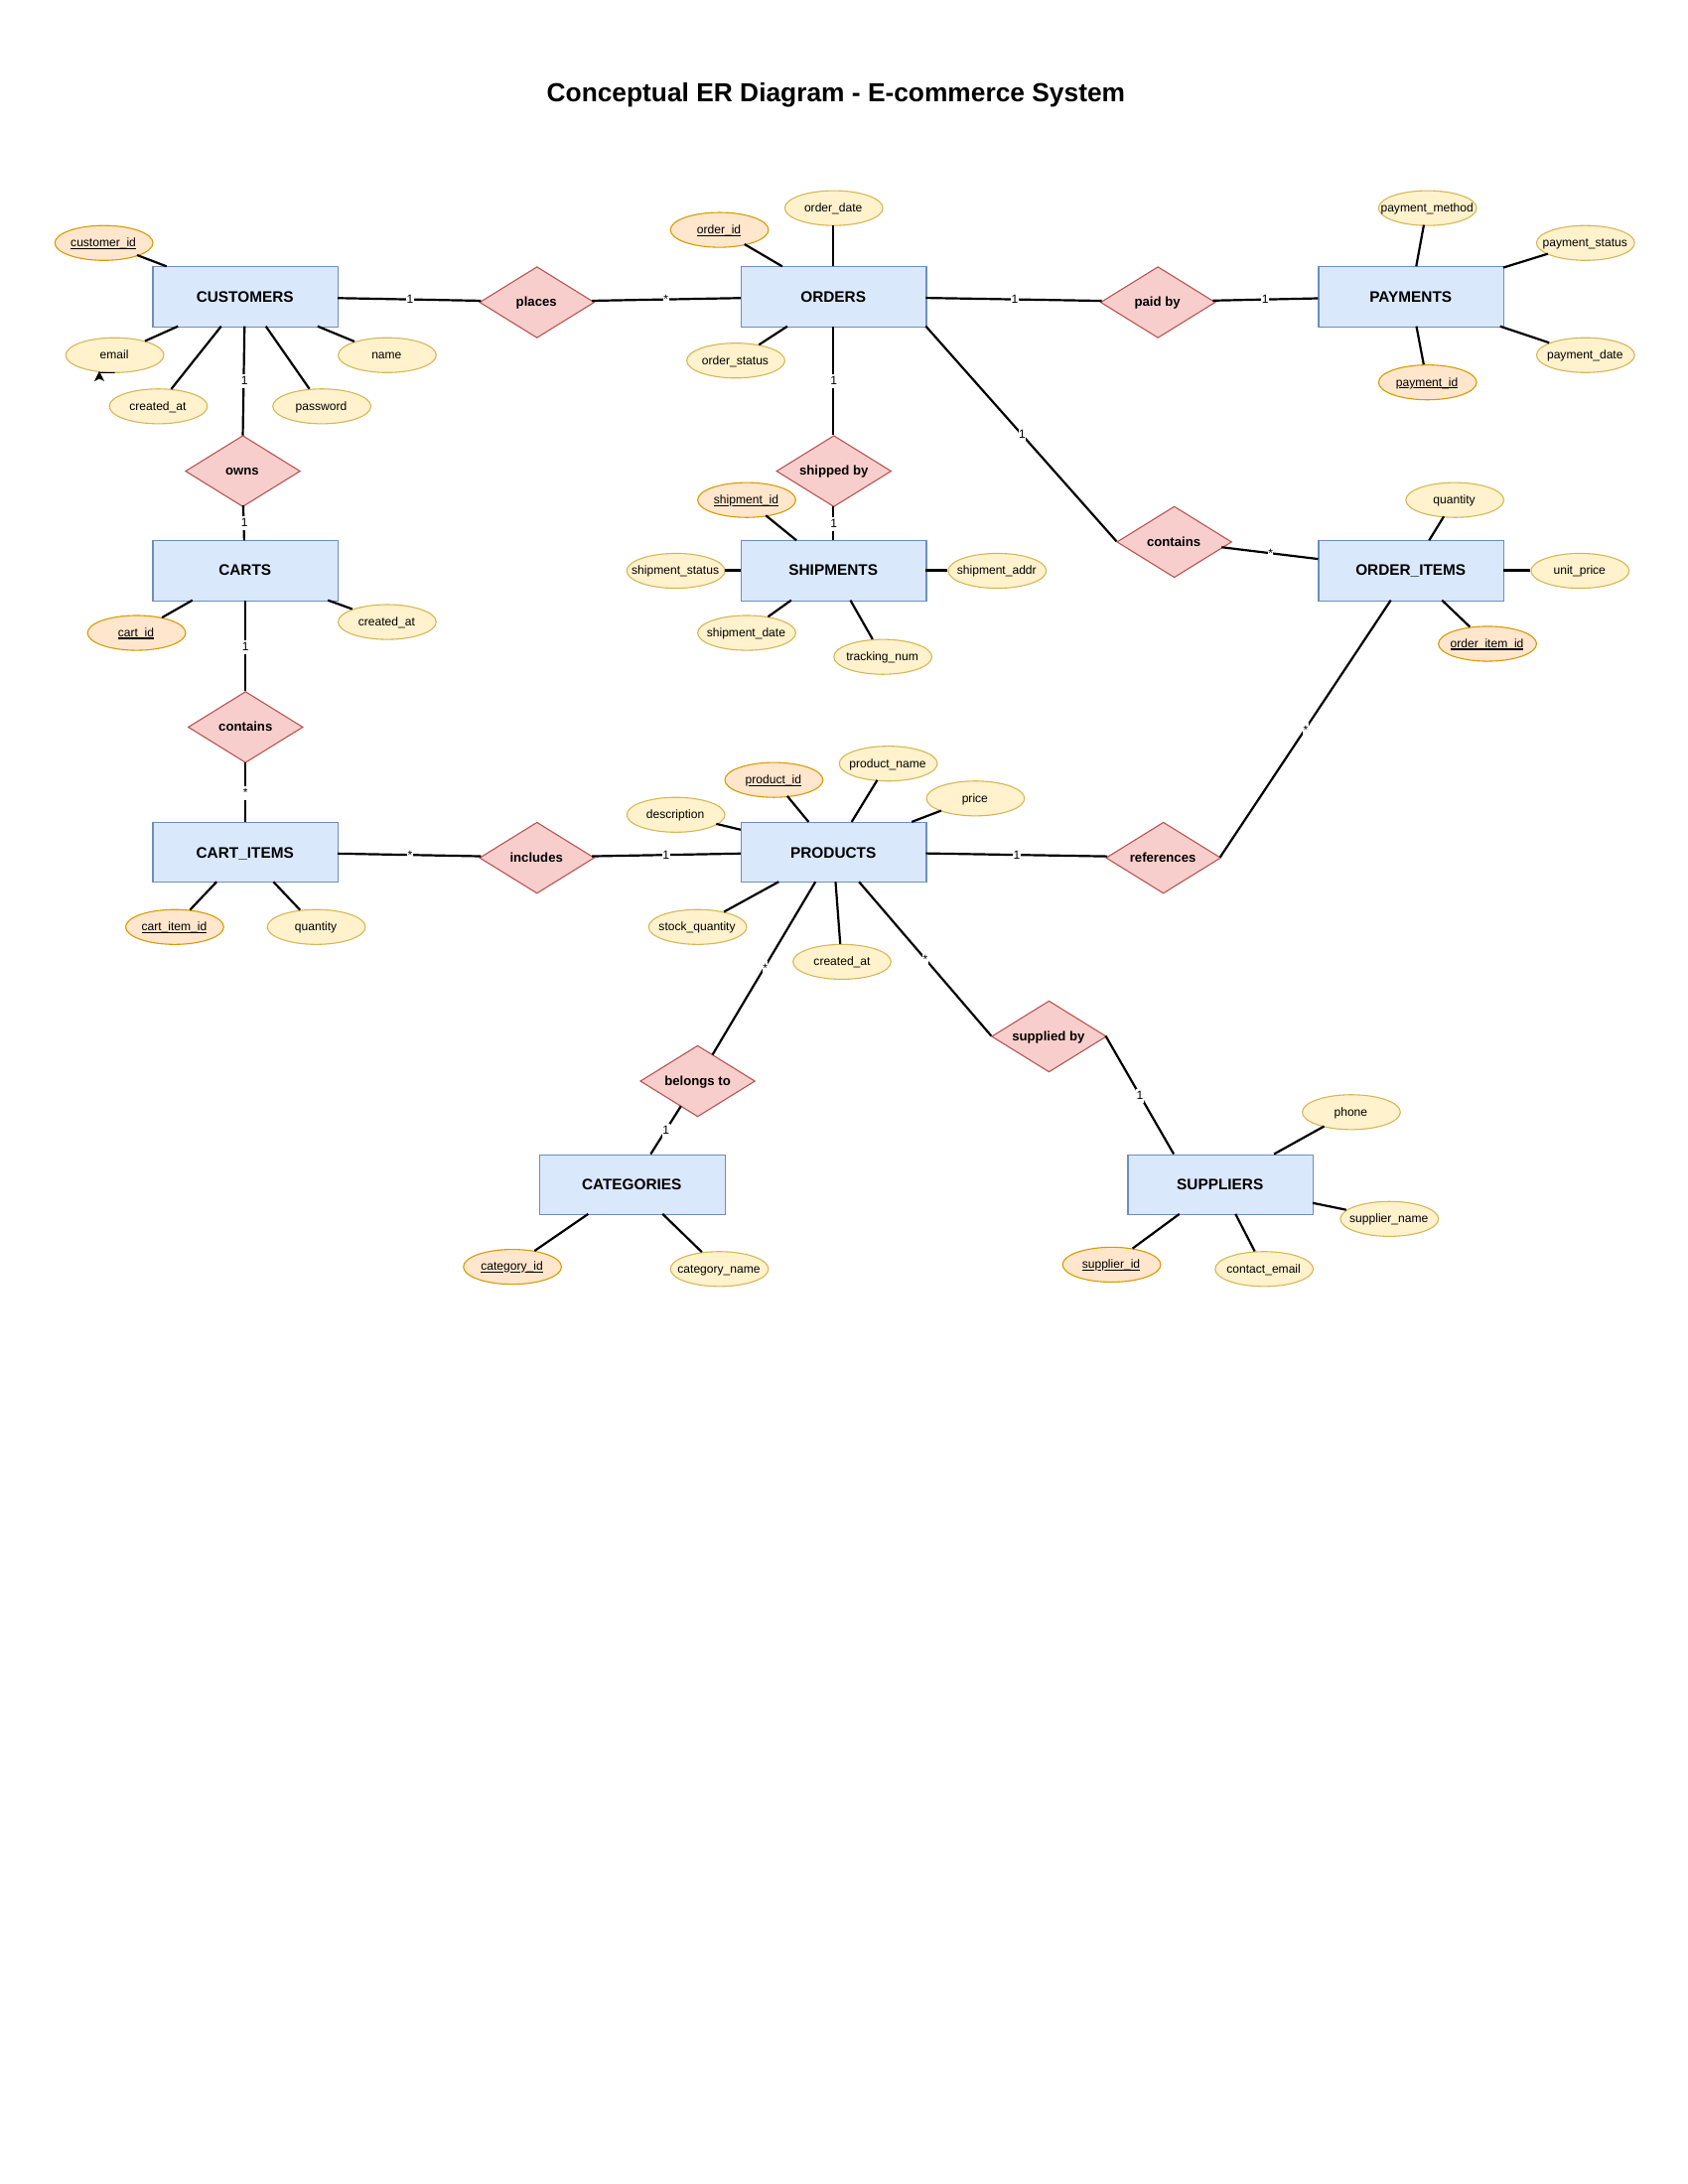 Conceptual ER Diagram - E-commerce System
order_date
payment_method
order_id
customer_id
payment_status
CUSTOMERS
1
places
*
ORDERS
1
paid by
1
PAYMENTS
email
name
order_status
payment_date
1
1
payment_id
created_at
password
1
owns
shipped by
shipment_id
quantity
1
1
contains
*
CARTS
shipment_status
SHIPMENTS
shipment_addr
ORDER_ITEMS
unit_price
cart_id
created_at
shipment_date
order_item_id
1
tracking_num
contains
*
product_name
product_id
*
price
description
CART_ITEMS
*
includes
1
PRODUCTS
1
references
cart_item_id
quantity
stock_quantity
created_at
*
*
supplied by
belongs to
1
phone
1
CATEGORIES
SUPPLIERS
supplier_name
category_id
category_name
supplier_id
contact_email